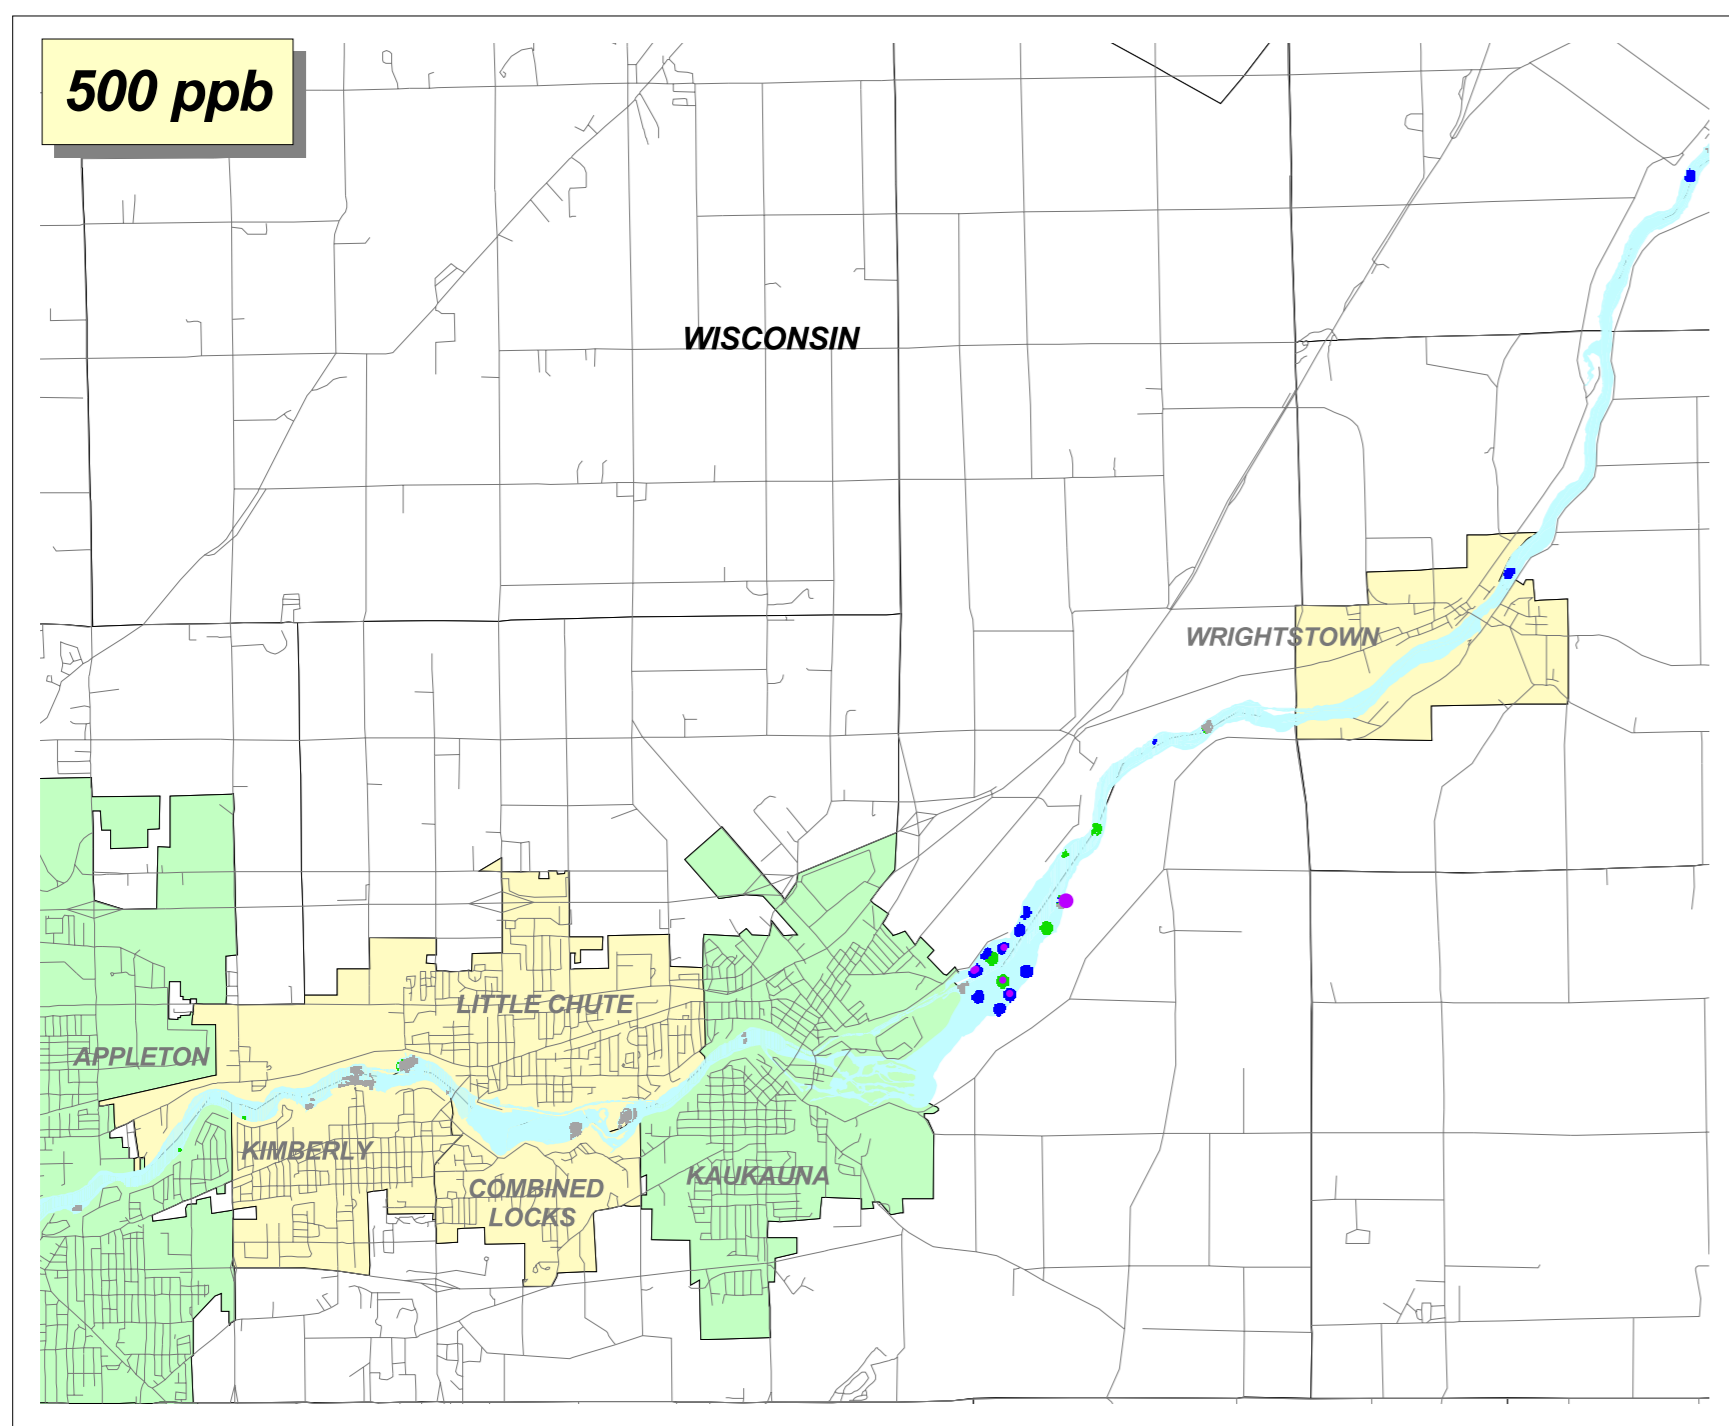 500 ppb
WISCONSIN
WRIGHTSTOWN
LITTLE CHUTE
APPLETON
KIMBERLY
KAUKAUNA
COMBINED
LOCKS